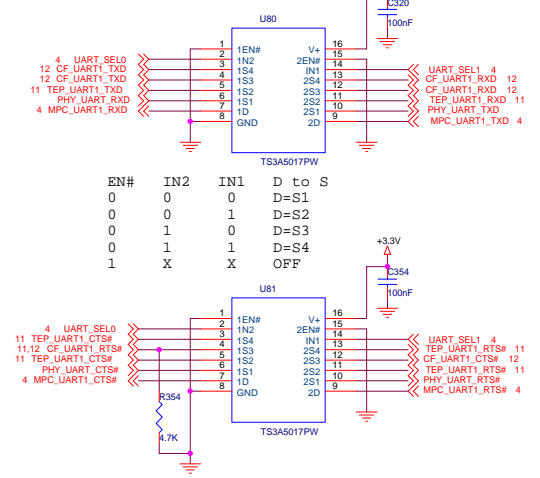 C320
100nF
U80
1 1EN# V+ 16
4 UART_SEL0 2 1N2 2EN# 15
12 CF_UART1_TXD 3 1S4 IN1 14 UART_SEL1 4
12 CF_UART1_TXD 4 1S3 2S4 13 CF_UART1_RXD 12
11 TEP_UART1_TXD 5 1S2 2S3 12 CF_UART1_RXD 12
PHY_UART_RXD 6 1S1 2S2 11 TEP_UART1_RXD 11
4 MPC_UART1_RXD 7 1D 2S1 10 PHY_UART_TXD
8 GND 2D 9 MPC_UART1_TXD 4
TS3A5017PW
EN# IN2 IN1 D to S
0 0 0 D=S1
0 0 1 D=S2
0 1 0 D=S3
0 1 1 D=S4
1 X X OFF
+3.3V
C354
100nF
U81
1 1EN# V+ 16
4 UART_SEL0 2 1N2 2EN# 15
11 TEP_UART1_CTS# 3 1S4 IN1 14 UART_SEL1 4
11,12 CF_UART1_RTS# 4 1S3 2S4 13 TEP_UART1_RTS# 11
11 TEP_UART1_CTS# 5 1S2 2S3 12 CF_UART1_CTS# 12
PHY_UART_CTS# 6 1S1 2S2 11 TEP_UART1_RTS# 11
4 MPC_UART1_CTS# 7 1D 2S1 10 PHY_UART_RTS#
8 GND 2D 9 MPC_UART1_RTS# 4
R354
4.7K
TS3A5017PW